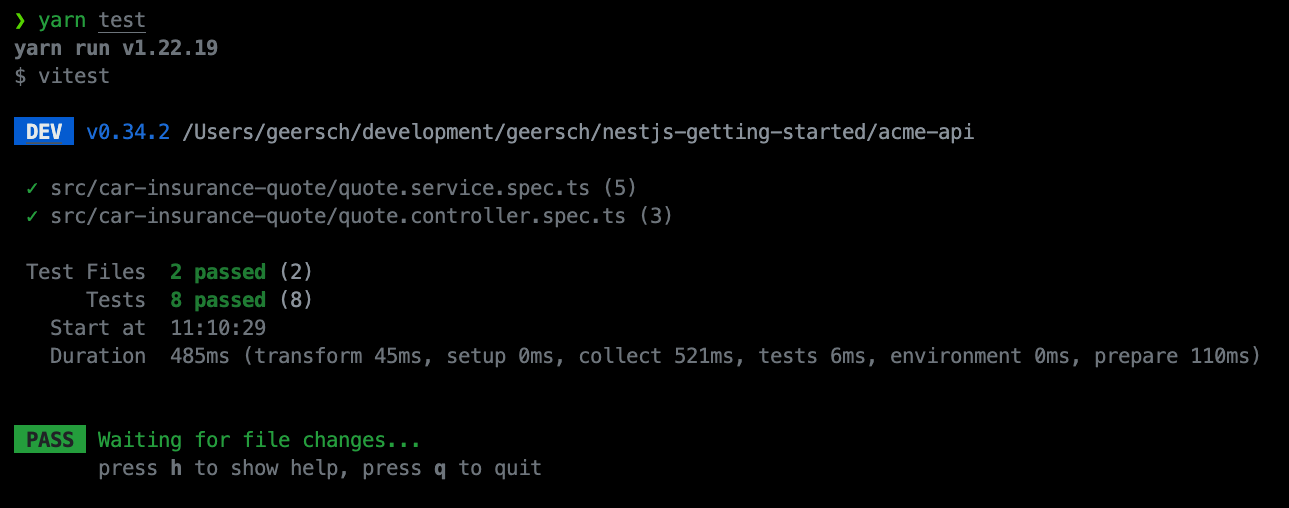 ❯ yarn test
yarn run v1.22.19
$ vitest
DEV v0.34.2 /Users/geersch/development/geersch/nestjs-getting-started/acme-api
✓ src/car-insurance-quote/quote.service.spec.ts (5)
✓ src/car-insurance-quote/quote.controller.spec.ts (3)
Test Files 2 passed (2)
Tests 8 passed (8)
Start at 11:10:29
Duration 485ms (transform 45ms, setup 0ms, collect 521ms, tests 6ms, environment 0ms, prepare 110ms)
PASS Waiting for file changes...
press h to show help, press q to quit